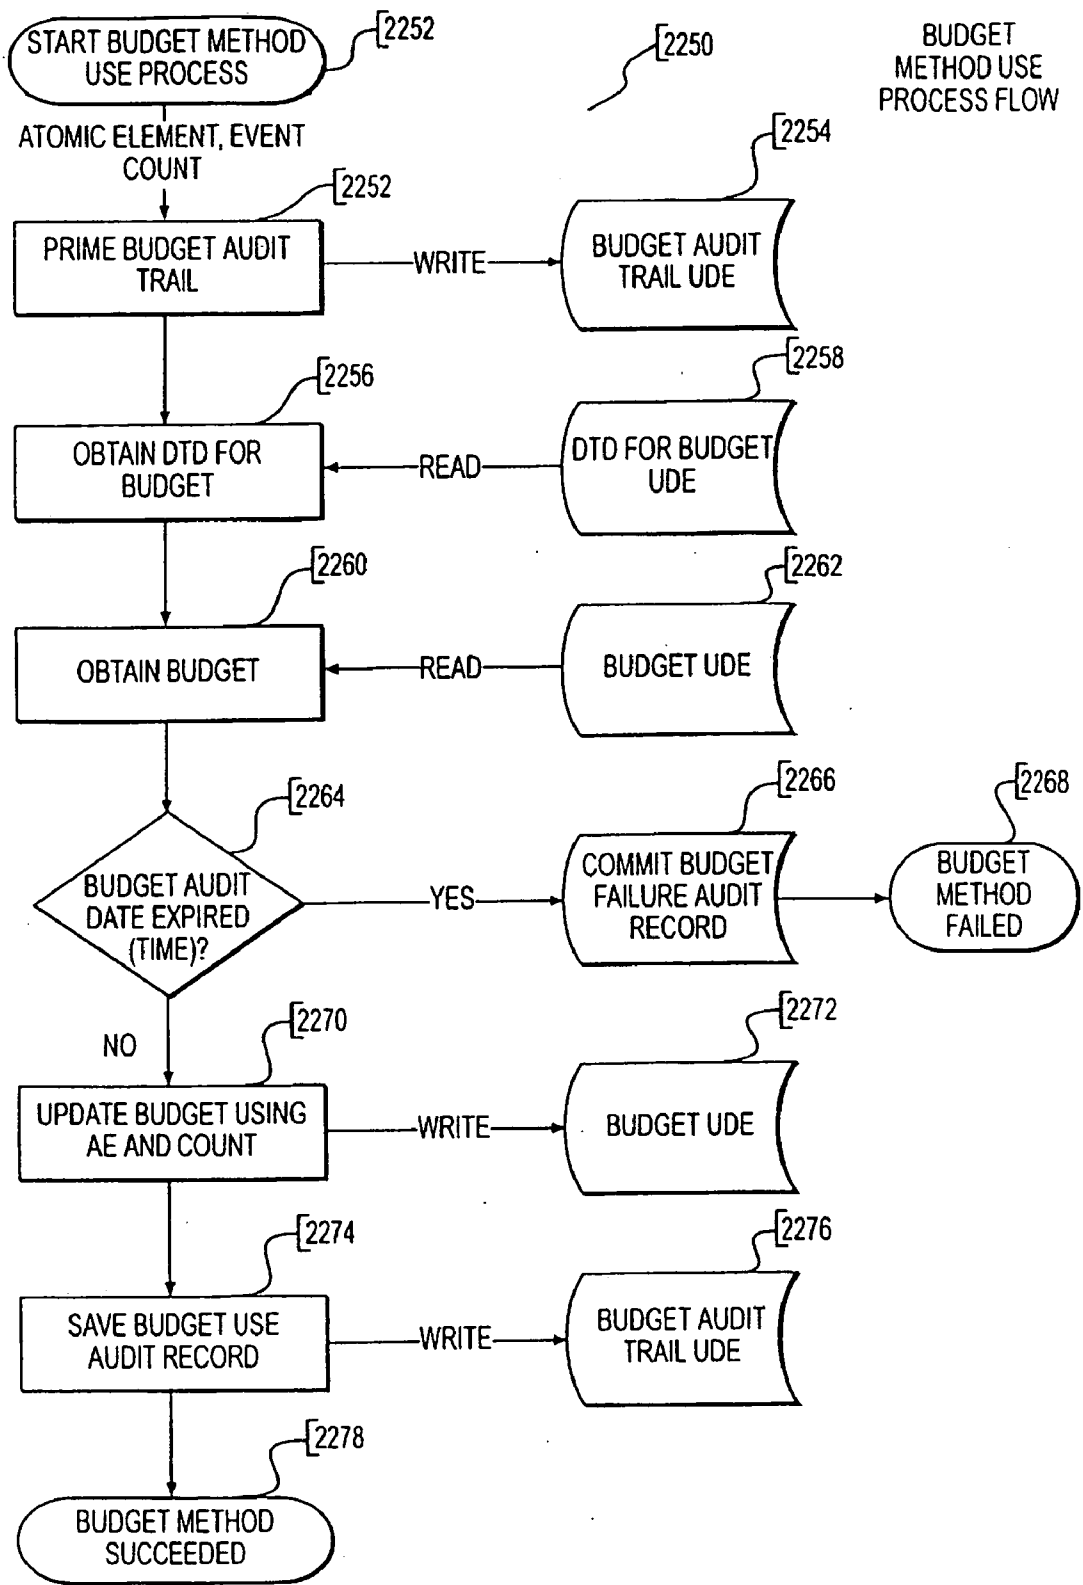 START BUDGET METHOD
USE PROCESS
2252
2250
BUDGET
METHOD USE
PROCESS FLOW
ATOMIC ELEMENT, EVENT
COUNT
2252
2254
PRIME BUDGET AUDIT
TRAIL
WRITE
BUDGET AUDIT
TRAIL UDE
2256
2258
OBTAIN DTD FOR
BUDGET
READ
DTD FOR BUDGET
UDE
2260
2262
OBTAIN BUDGET
READ
BUDGET UDE
2264
2266
2268
BUDGET AUDIT
DATE EXPIRED
(TIME)?
YES
COMMIT BUDGET
FAILURE AUDIT
RECORD
BUDGET
METHOD
FAILED
NO
2270
2272
UPDATE BUDGET USING
AE AND COUNT
WRITE
BUDGET UDE
2274
2276
SAVE BUDGET USE
AUDIT RECORD
WRITE
BUDGET AUDIT
TRAIL UDE
2278
BUDGET METHOD
SUCCEEDED